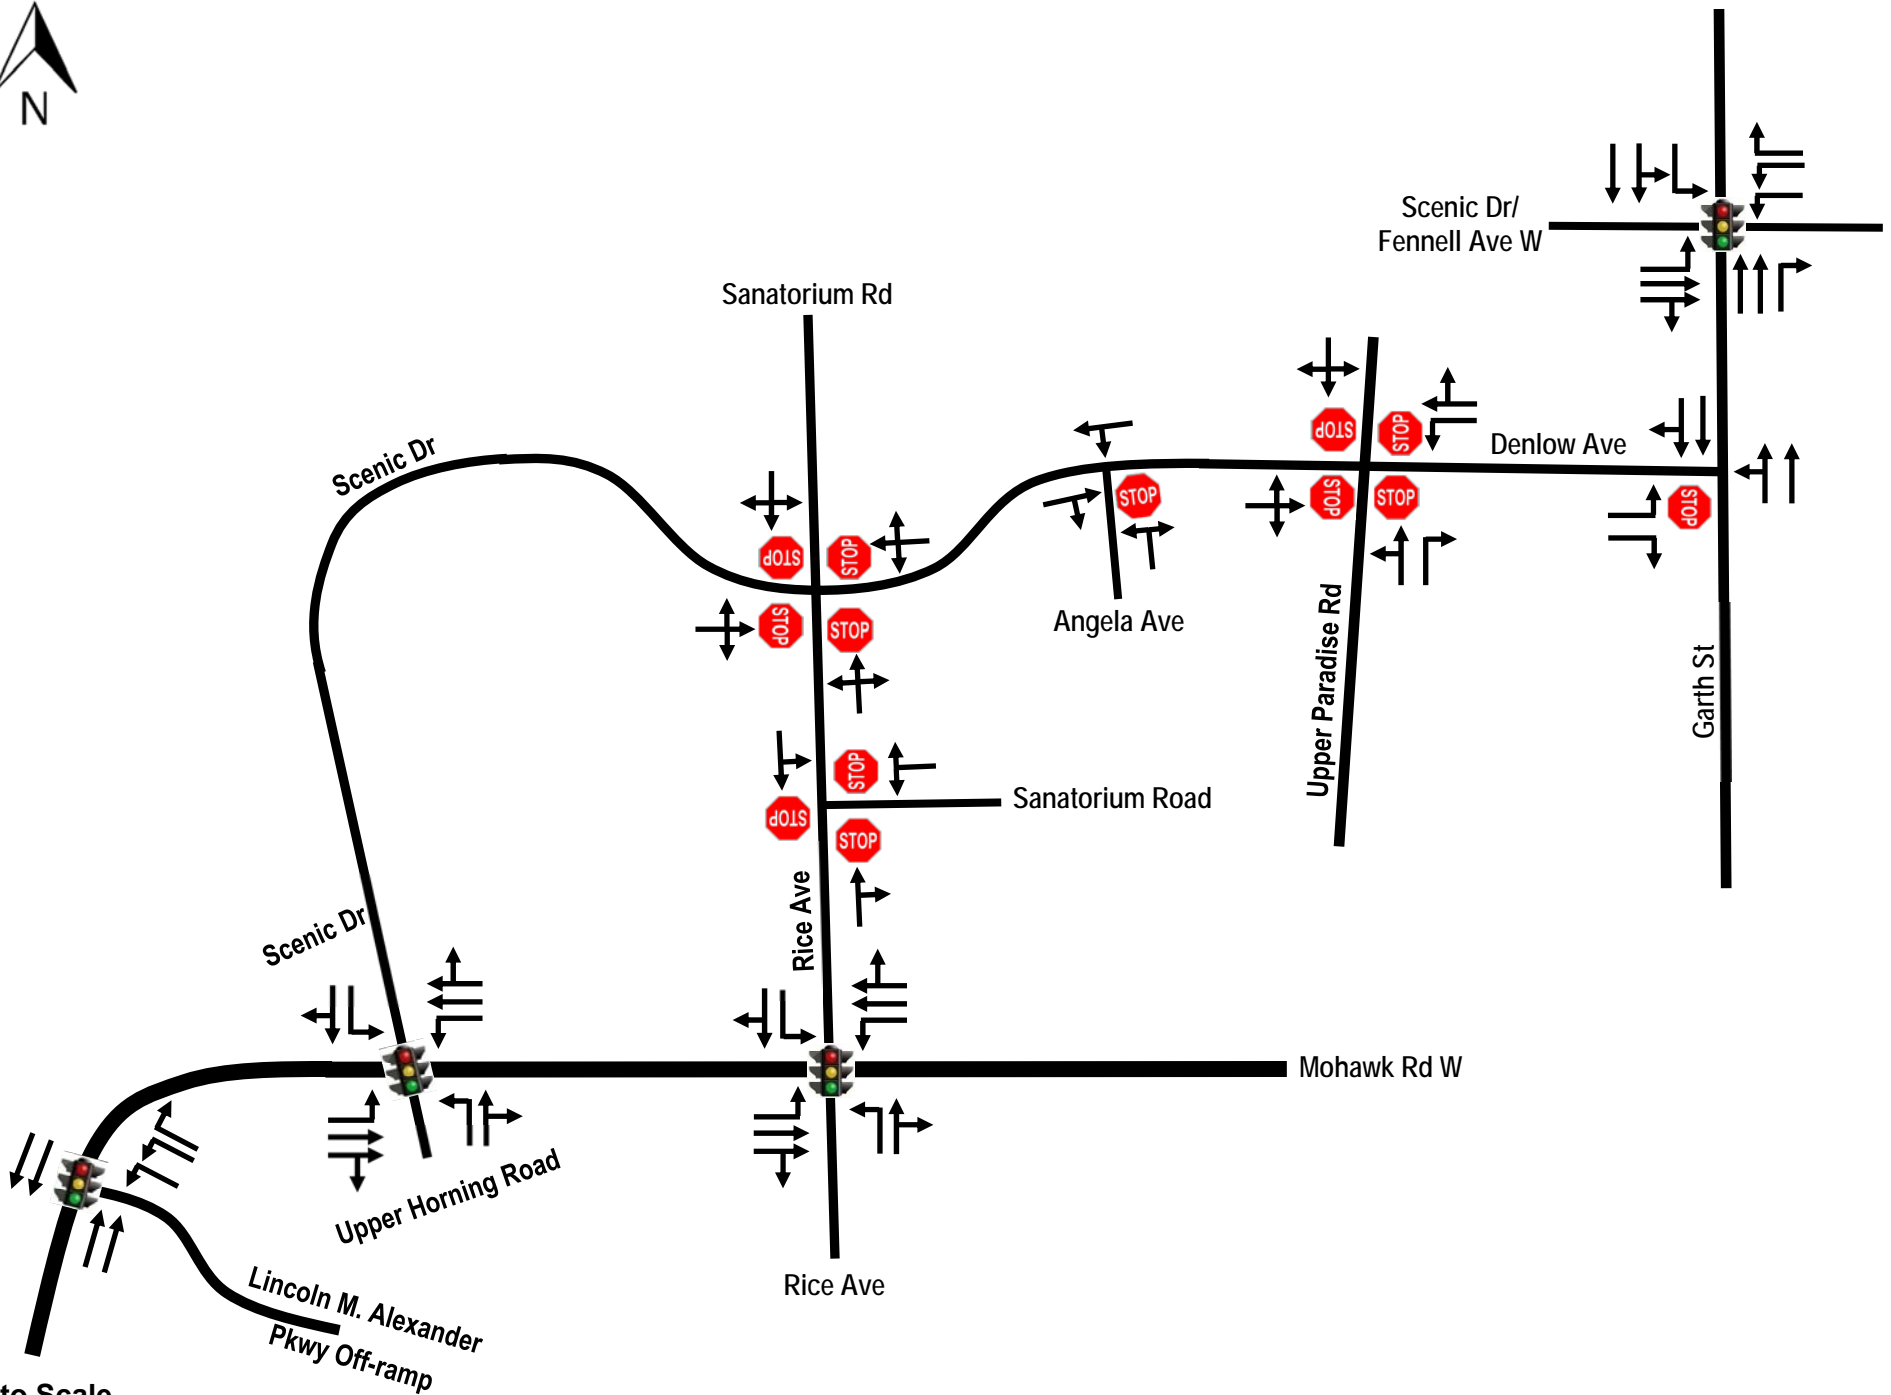 N
Scenic Dr/
Fennell Ave W
Sanatorium Rd
Scenic Dr
Denlow Ave
STOP
STOP
STOP
STOP
STOP
STOP
STOP
STOP
STOP
STOP
Angela Ave
Upper Paradise Rd
Garth St
STOP
STOP
STOP
Sanatorium Road
Rice Ave
Scenic Dr
Mohawk Rd W
Upper Horning Road
Rice Ave
Lincoln M. Alexander
Pkwy Off-ramp
to Scale